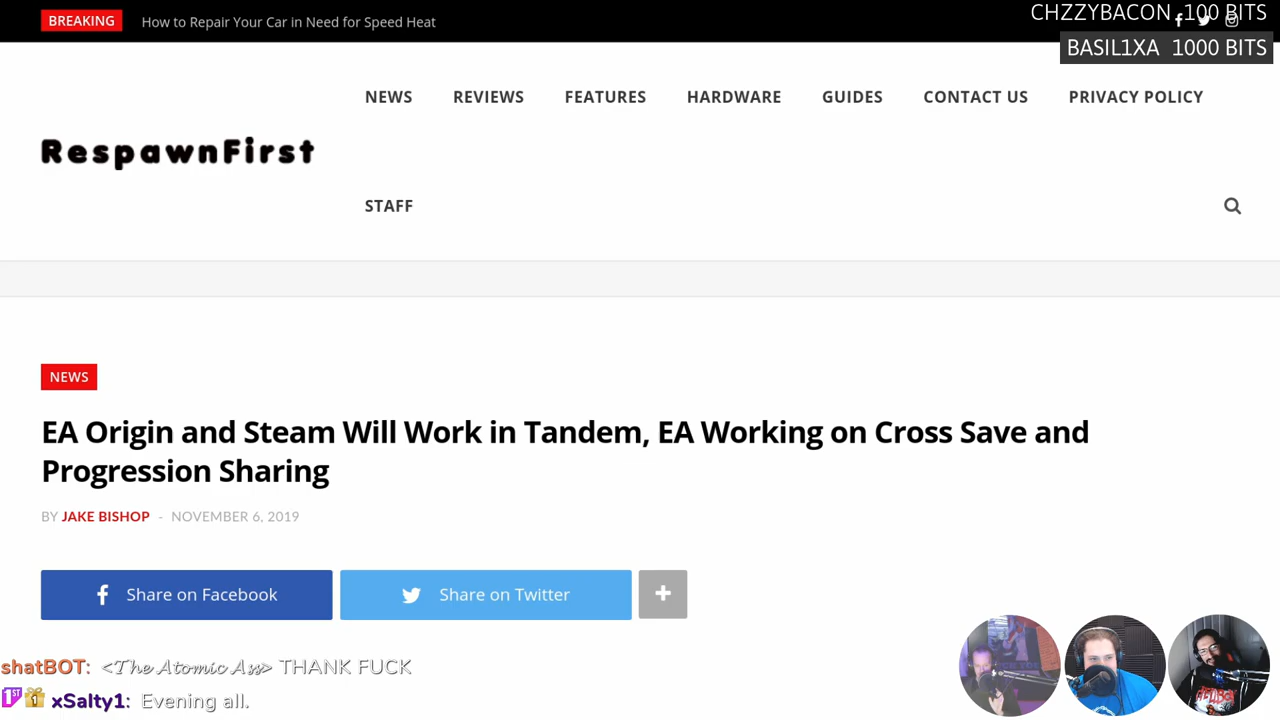 BREAKING How to Repair Your Car in Need for Speed Heat
CHZZYBACON 100 BITS
BASIL1XA 1000 BITS
NEWS REVIEWS FEATURES HARDWARE GUIDES CONTACT US PRIVACY POLICY
RespawnFirst
STAFF
NEWS
EA Origin and Steam Will Work in Tandem, EA Working on Cross Save and
Progression Sharing
BY JAKE BISHOP - NOVEMBER 6, 2019
Share on Facebook Share on Twitter +
shatBOT: <𝓣𝓱𝓮 𝓐𝓽𝓸𝓶𝓲𝓬 𝓐𝓼𝓼> THANK FUCK
1ST 1 xSalty1: Evening all.